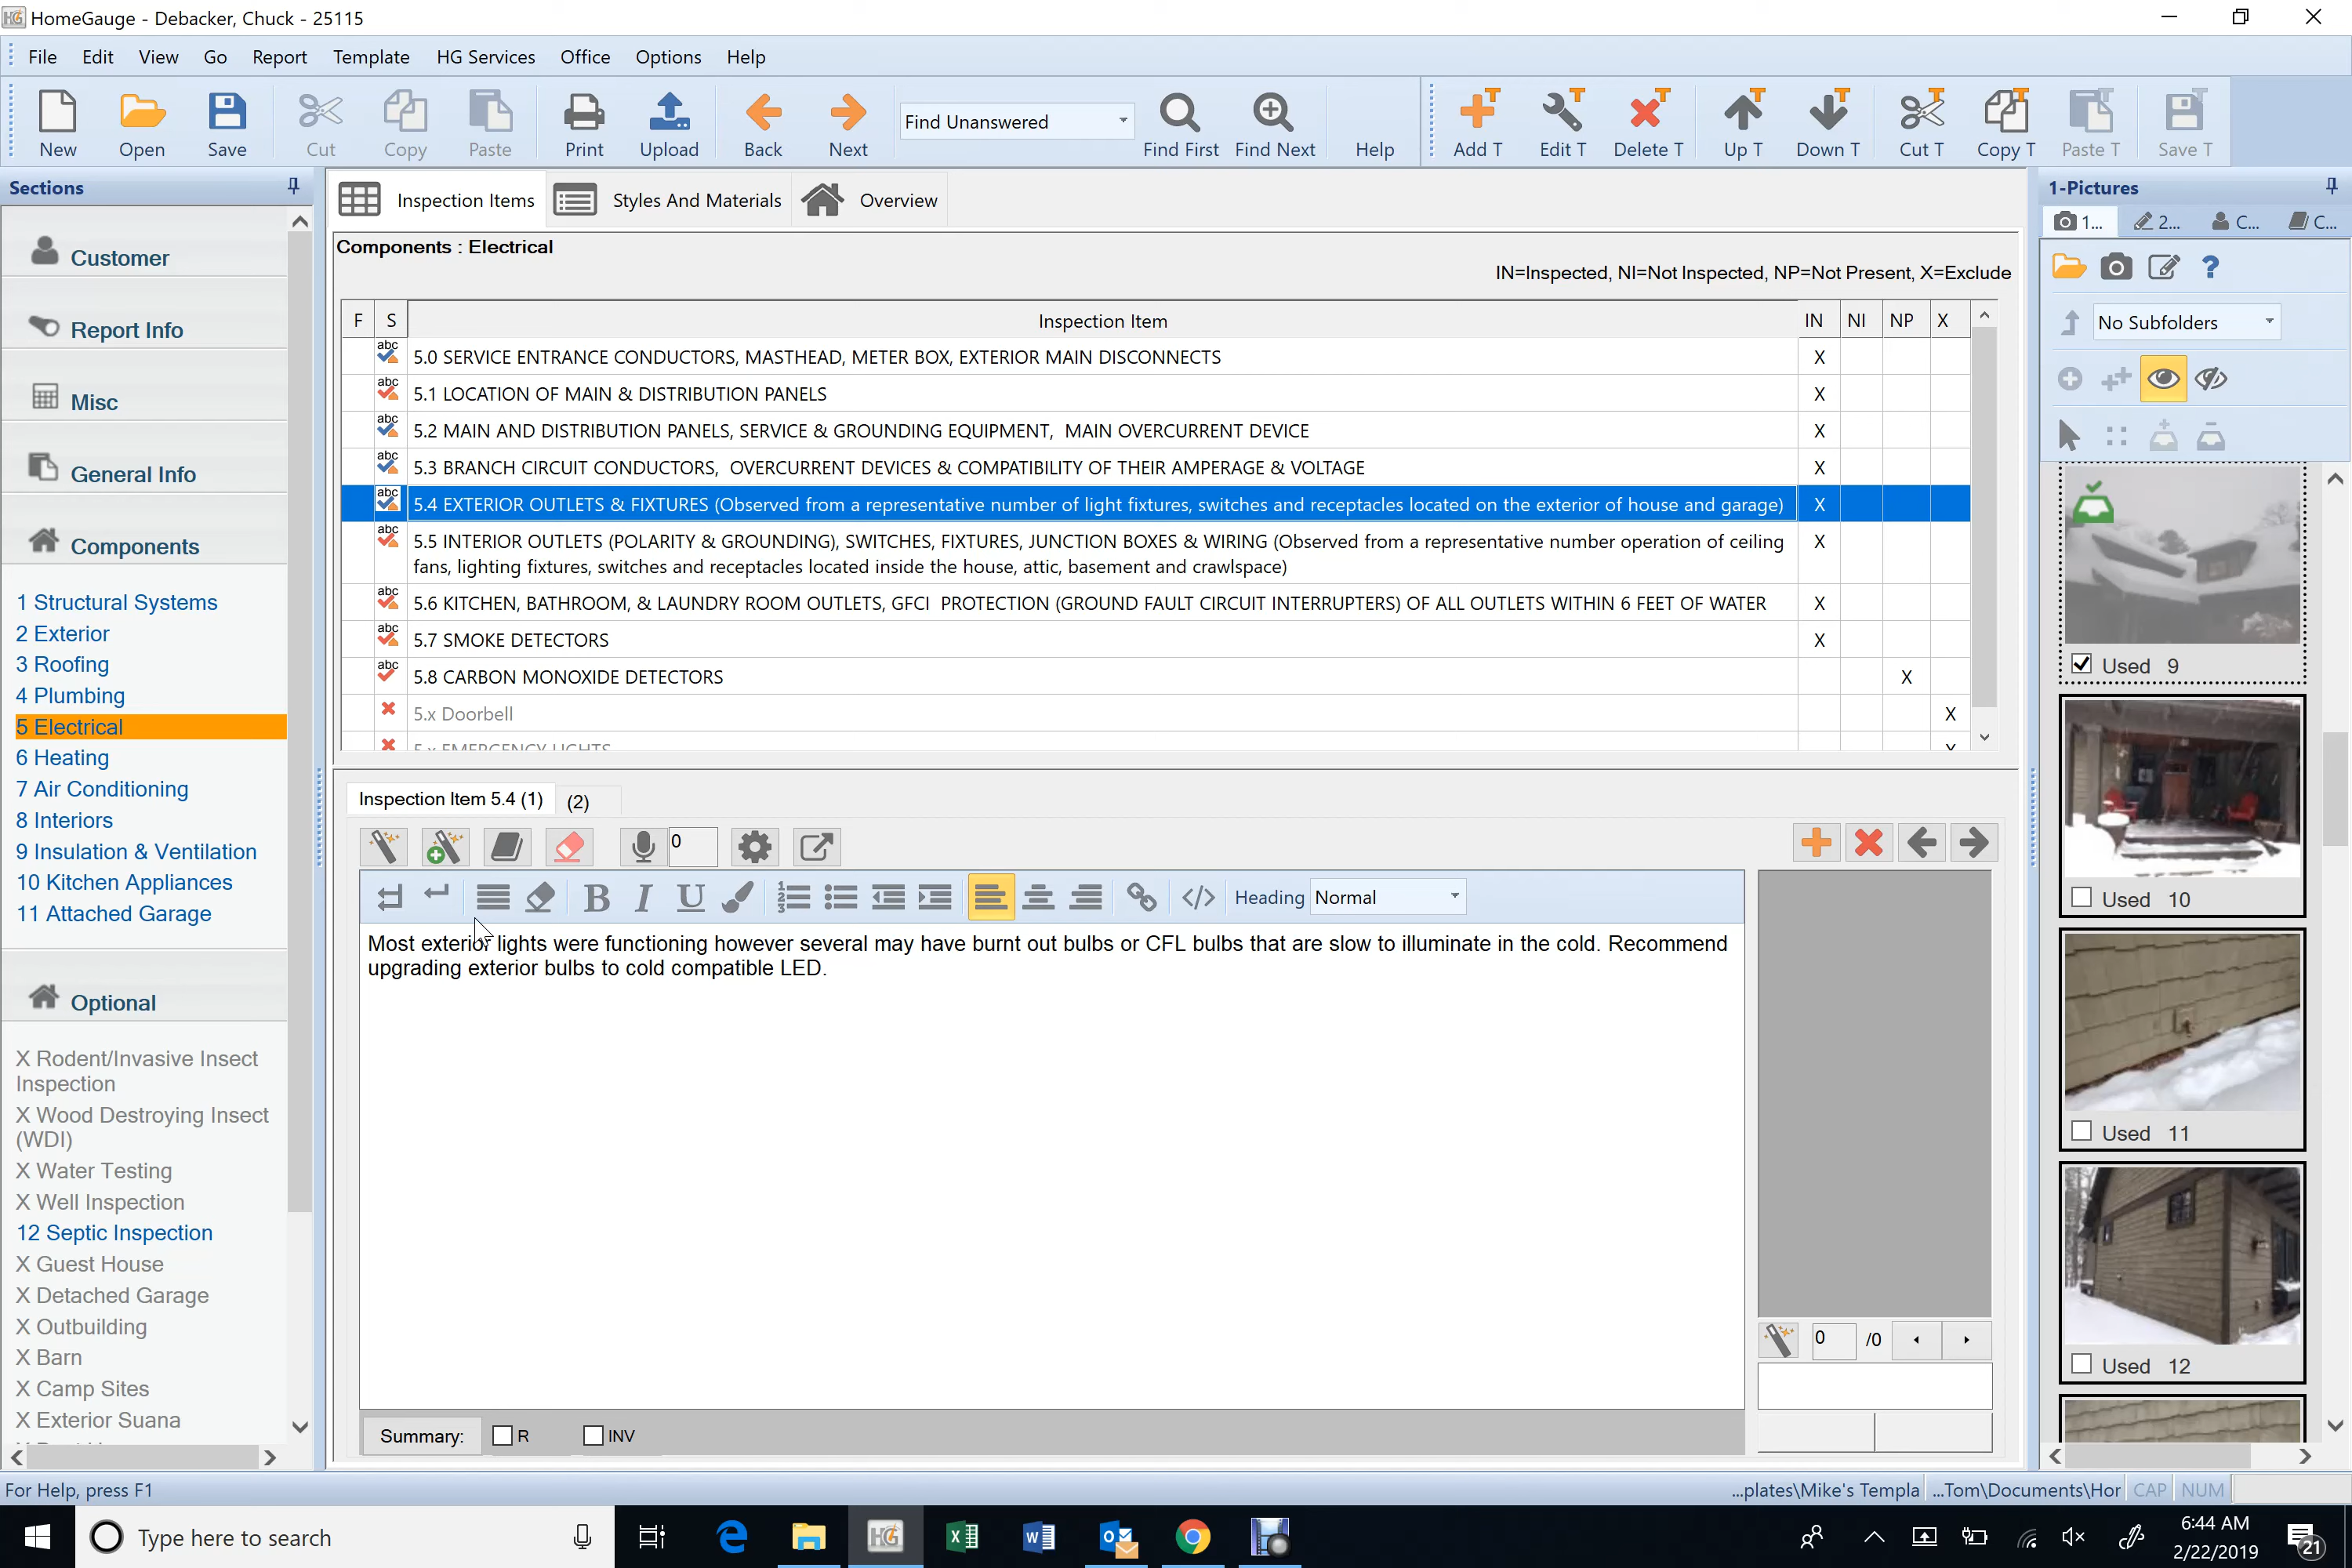 HomeGauge - Debacker, Chuck - 25115
File Edit View Go Report Template HG Services Office Options Help
New Open Save Cut Copy Paste Print Upload Back Next Find Unanswered Find First Find Next Help Add T Edit T Delete T Up T Down T Cut T Copy T Paste T Save T
Sections
Customer
Report Info
Misc
General Info
Components
1 Structural Systems
2 Exterior
3 Roofing
4 Plumbing
5 Electrical
6 Heating
7 Air Conditioning
8 Interiors
9 Insulation & Ventilation
10 Kitchen Appliances
11 Attached Garage
Optional
X Rodent/Invasive Insect
Inspection
X Wood Destroying Insect
(WDI)
X Water Testing
X Well Inspection
12 Septic Inspection
X Guest House
X Detached Garage
X Outbuilding
X Barn
X Camp Sites
X Exterior Suana
Inspection Items Styles And Materials Overview
Components : Electrical
IN=Inspected, NI=Not Inspected, NP=Not Present, X=Exclude
F S Inspection Item IN NI NP X
abc 5.0 SERVICE ENTRANCE CONDUCTORS, MASTHEAD, METER BOX, EXTERIOR MAIN DISCONNECTS X
abc 5.1 LOCATION OF MAIN & DISTRIBUTION PANELS X
abc 5.2 MAIN AND DISTRIBUTION PANELS, SERVICE & GROUNDING EQUIPMENT, MAIN OVERCURRENT DEVICE X
abc 5.3 BRANCH CIRCUIT CONDUCTORS, OVERCURRENT DEVICES & COMPATIBILITY OF THEIR AMPERAGE & VOLTAGE X
abc 5.4 EXTERIOR OUTLETS & FIXTURES (Observed from a representative number of light fixtures, switches and receptacles located on the exterior of house and garage) X
abc 5.5 INTERIOR OUTLETS (POLARITY & GROUNDING), SWITCHES, FIXTURES, JUNCTION BOXES & WIRING (Observed from a representative number operation of ceiling X
fans, lighting fixtures, switches and receptacles located inside the house, attic, basement and crawlspace)
abc 5.6 KITCHEN, BATHROOM, & LAUNDRY ROOM OUTLETS, GFCI PROTECTION (GROUND FAULT CIRCUIT INTERRUPTERS) OF ALL OUTLETS WITHIN 6 FEET OF WATER X
abc 5.7 SMOKE DETECTORS X
abc 5.8 CARBON MONOXIDE DETECTORS X
5.x Doorbell X
5.x EMERGENCY LIGHTS X
Inspection Item 5.4 (1) (2)
0
B I U Heading Normal
Most exterior lights were functioning however several may have burnt out bulbs or CFL bulbs that are slow to illuminate in the cold. Recommend
upgrading exterior bulbs to cold compatible LED.
0 /0
Summary: R INV
1-Pictures
1... 2... C... C...
No Subfolders
Used 9
Used 10
Used 11
Used 12
For Help, press F1
...plates\Mike's Templa ...Tom\Documents\Hor CAP NUM
Type here to search
6:44 AM
2/22/2019
21